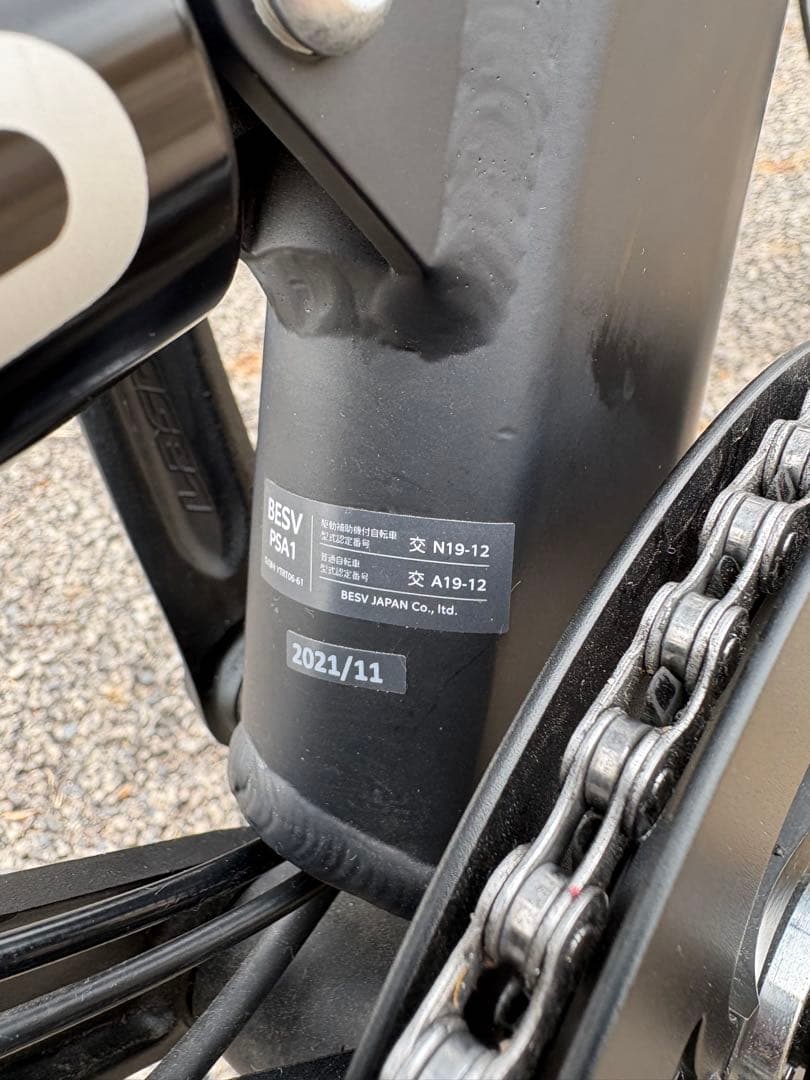 BESV
PSA1
駆動補助機付自転車
型式認定番号 交 N19-12
普通自転車
型式認定番号 交 A19-12
BESV JAPAN Co., ltd.
2021/11